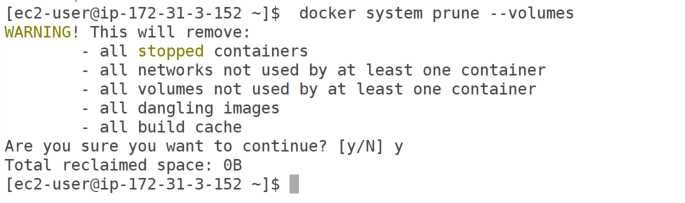 [ec2-user@ip-172-31-3-152 ~]$  docker system prune --volumes
WARNING! This will remove:
        - all stopped containers
        - all networks not used by at least one container
        - all volumes not used by at least one container
        - all dangling images
        - all build cache
Are you sure you want to continue? [y/N] y
Total reclaimed space: 0B
[ec2-user@ip-172-31-3-152 ~]$